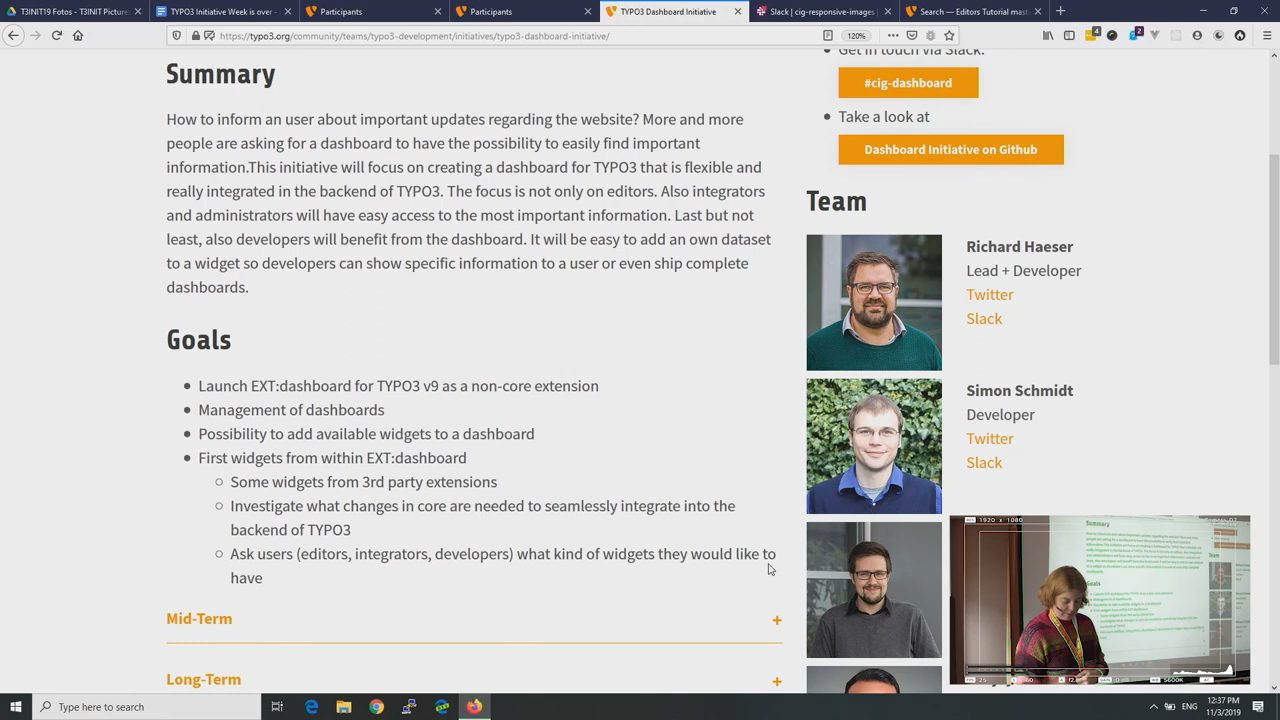 T3INIT19 Fotos - T3INIT Pictures
TYPO3 Initiative Week is over -
Participants
Participants
TYPO3 Dashboard Initiative
Slack | cig-responsive-images |
Search — Editors Tutorial mast
https://typo3.org/community/teams/typo3-development/initiatives/typo3-dashboard-initiative/
120%
4
2
Summary
How to inform an user about important updates regarding the website? More and more
people are asking for a dashboard to have the possibility to easily find important
information.This initiative will focus on creating a dashboard for TYPO3 that is flexible and
really integrated in the backend of TYPO3. The focus is not only on editors. Also integrators
and administrators will have easy access to the most important information. Last but not
least, also developers will benefit from the dashboard. It will be easy to add an own dataset
to a widget so developers can show specific information to a user or even ship complete
dashboards.
Goals
Launch EXT:dashboard for TYPO3 v9 as a non-core extension
Management of dashboards
Possibility to add available widgets to a dashboard
First widgets from within EXT:dashboard
Some widgets from 3rd party extensions
Investigate what changes in core are needed to seamlessly integrate into the
backend of TYPO3
Ask users (editors, integrators, developers) what kind of widgets they would like to
have
Mid-Term +
Long-Term +
Get in touch via Slack:
#cig-dashboard
Take a look at
Dashboard Initiative on Github
Team
Richard Haeser
Lead + Developer
Twitter
Slack
Simon Schmidt
Developer
Twitter
Slack
1920 x 1080
Summary
Goals
Team
5600K
Type here to search
ENG
12:37 PM
11/3/2019